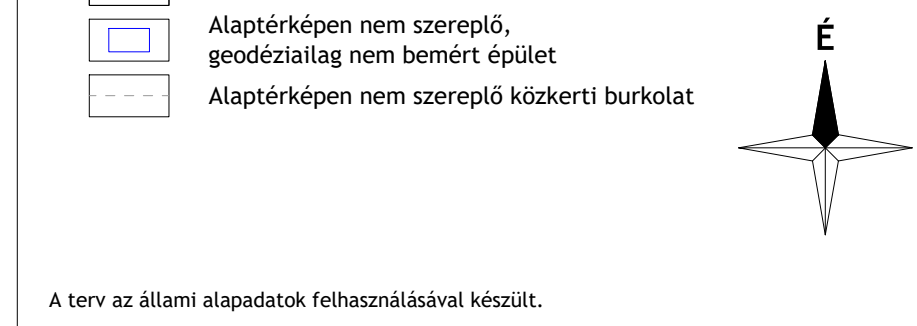 Alaptérképen nem szereplő,
geodéziailag nem bemért épület
Alaptérképen nem szereplő közkerti burkolat
É
A terv az állami alapadatok felhasználásával készült.